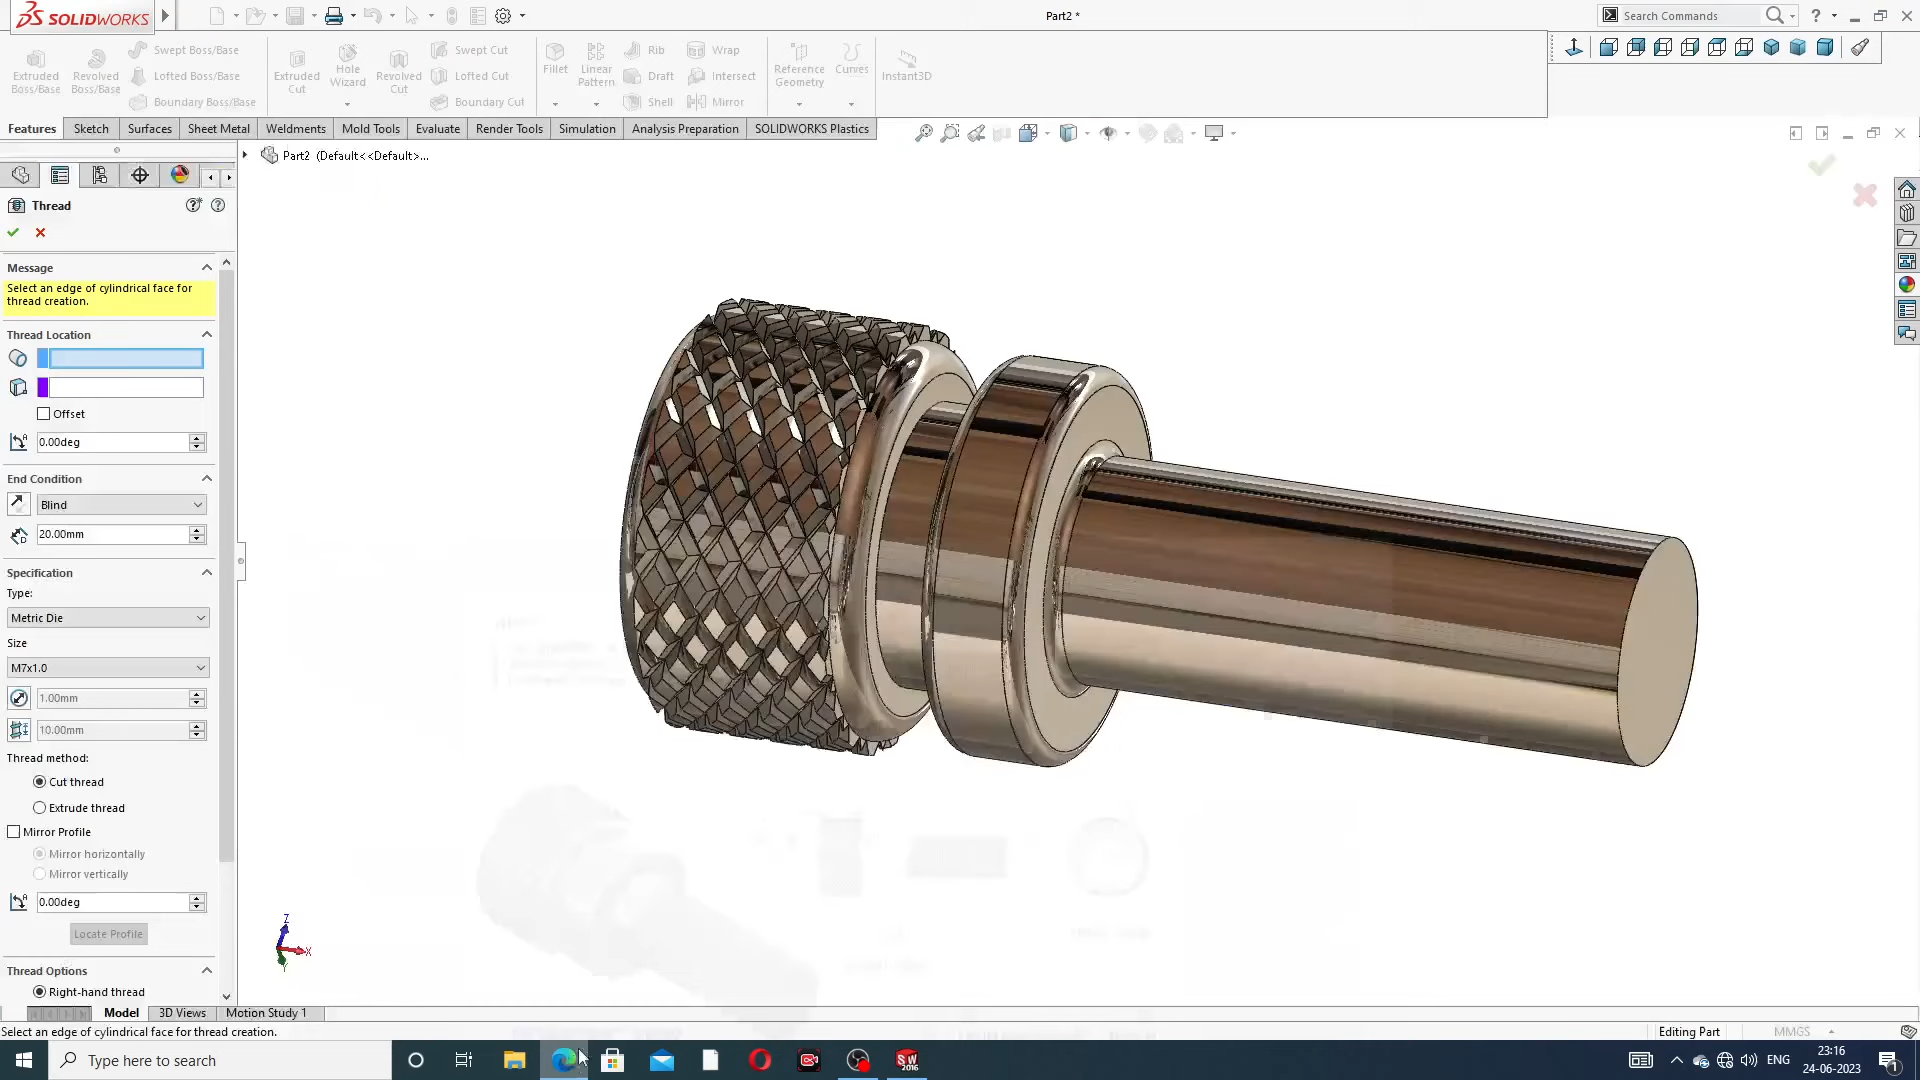 SOLIDWORKS
Part2 *
Search Commands
?
Extruded
Boss/Base
Revolved
Boss/Base
Swept Boss/Base
Lofted Boss/Base
Boundary Boss/Base
Extruded
Cut
Hole
Wizard
Revolved
Cut
Swept Cut
Lofted Cut
Boundary Cut
Fillet
Linear
Pattern
Rib
Draft
Shell
Wrap
Intersect
Mirror
Reference
Geometry
Curves
Instant3D
Features
Sketch
Surfaces
Sheet Metal
Weldments
Mold Tools
Evaluate
Render Tools
Simulation
Analysis Preparation
SOLIDWORKS Plastics
Part2 (Default<<Default>...
Thread
Message
Select an edge of cylindrical face for
thread creation.
Thread Location
Offset
0.00deg
End Condition
Blind
20.00mm
Specification
Type:
Metric Die
Size
M7x1.0
1.00mm
10.00mm
Thread method:
Cut thread
Extrude thread
Mirror Profile
Mirror horizontally
Mirror vertically
0.00deg
Locate Profile
Thread Options
Right-hand thread
Z
X
Y
Model
3D Views
Motion Study 1
Select an edge of cylindrical face for thread creation.
Editing Part
MMGS
Type here to search
SW
2016
ENG
23:16
24-06-2023
1